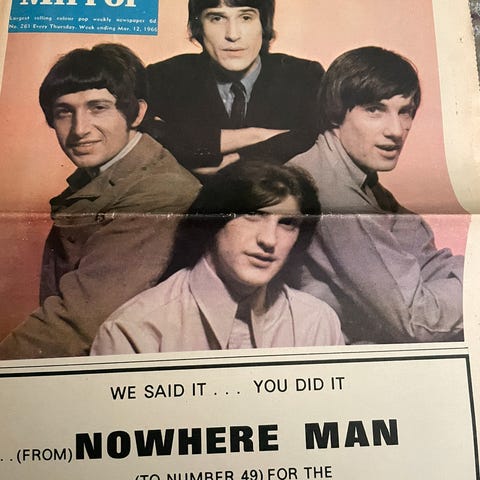 Mirror
Largest selling colour pop weekly newspaper 6d
No. 261 Every Thursday. Week ending Mar. 12, 1966
WE SAID IT . . . YOU DID IT
. . (FROM) NOWHERE MAN
(TO NUMBER 49) FOR THE